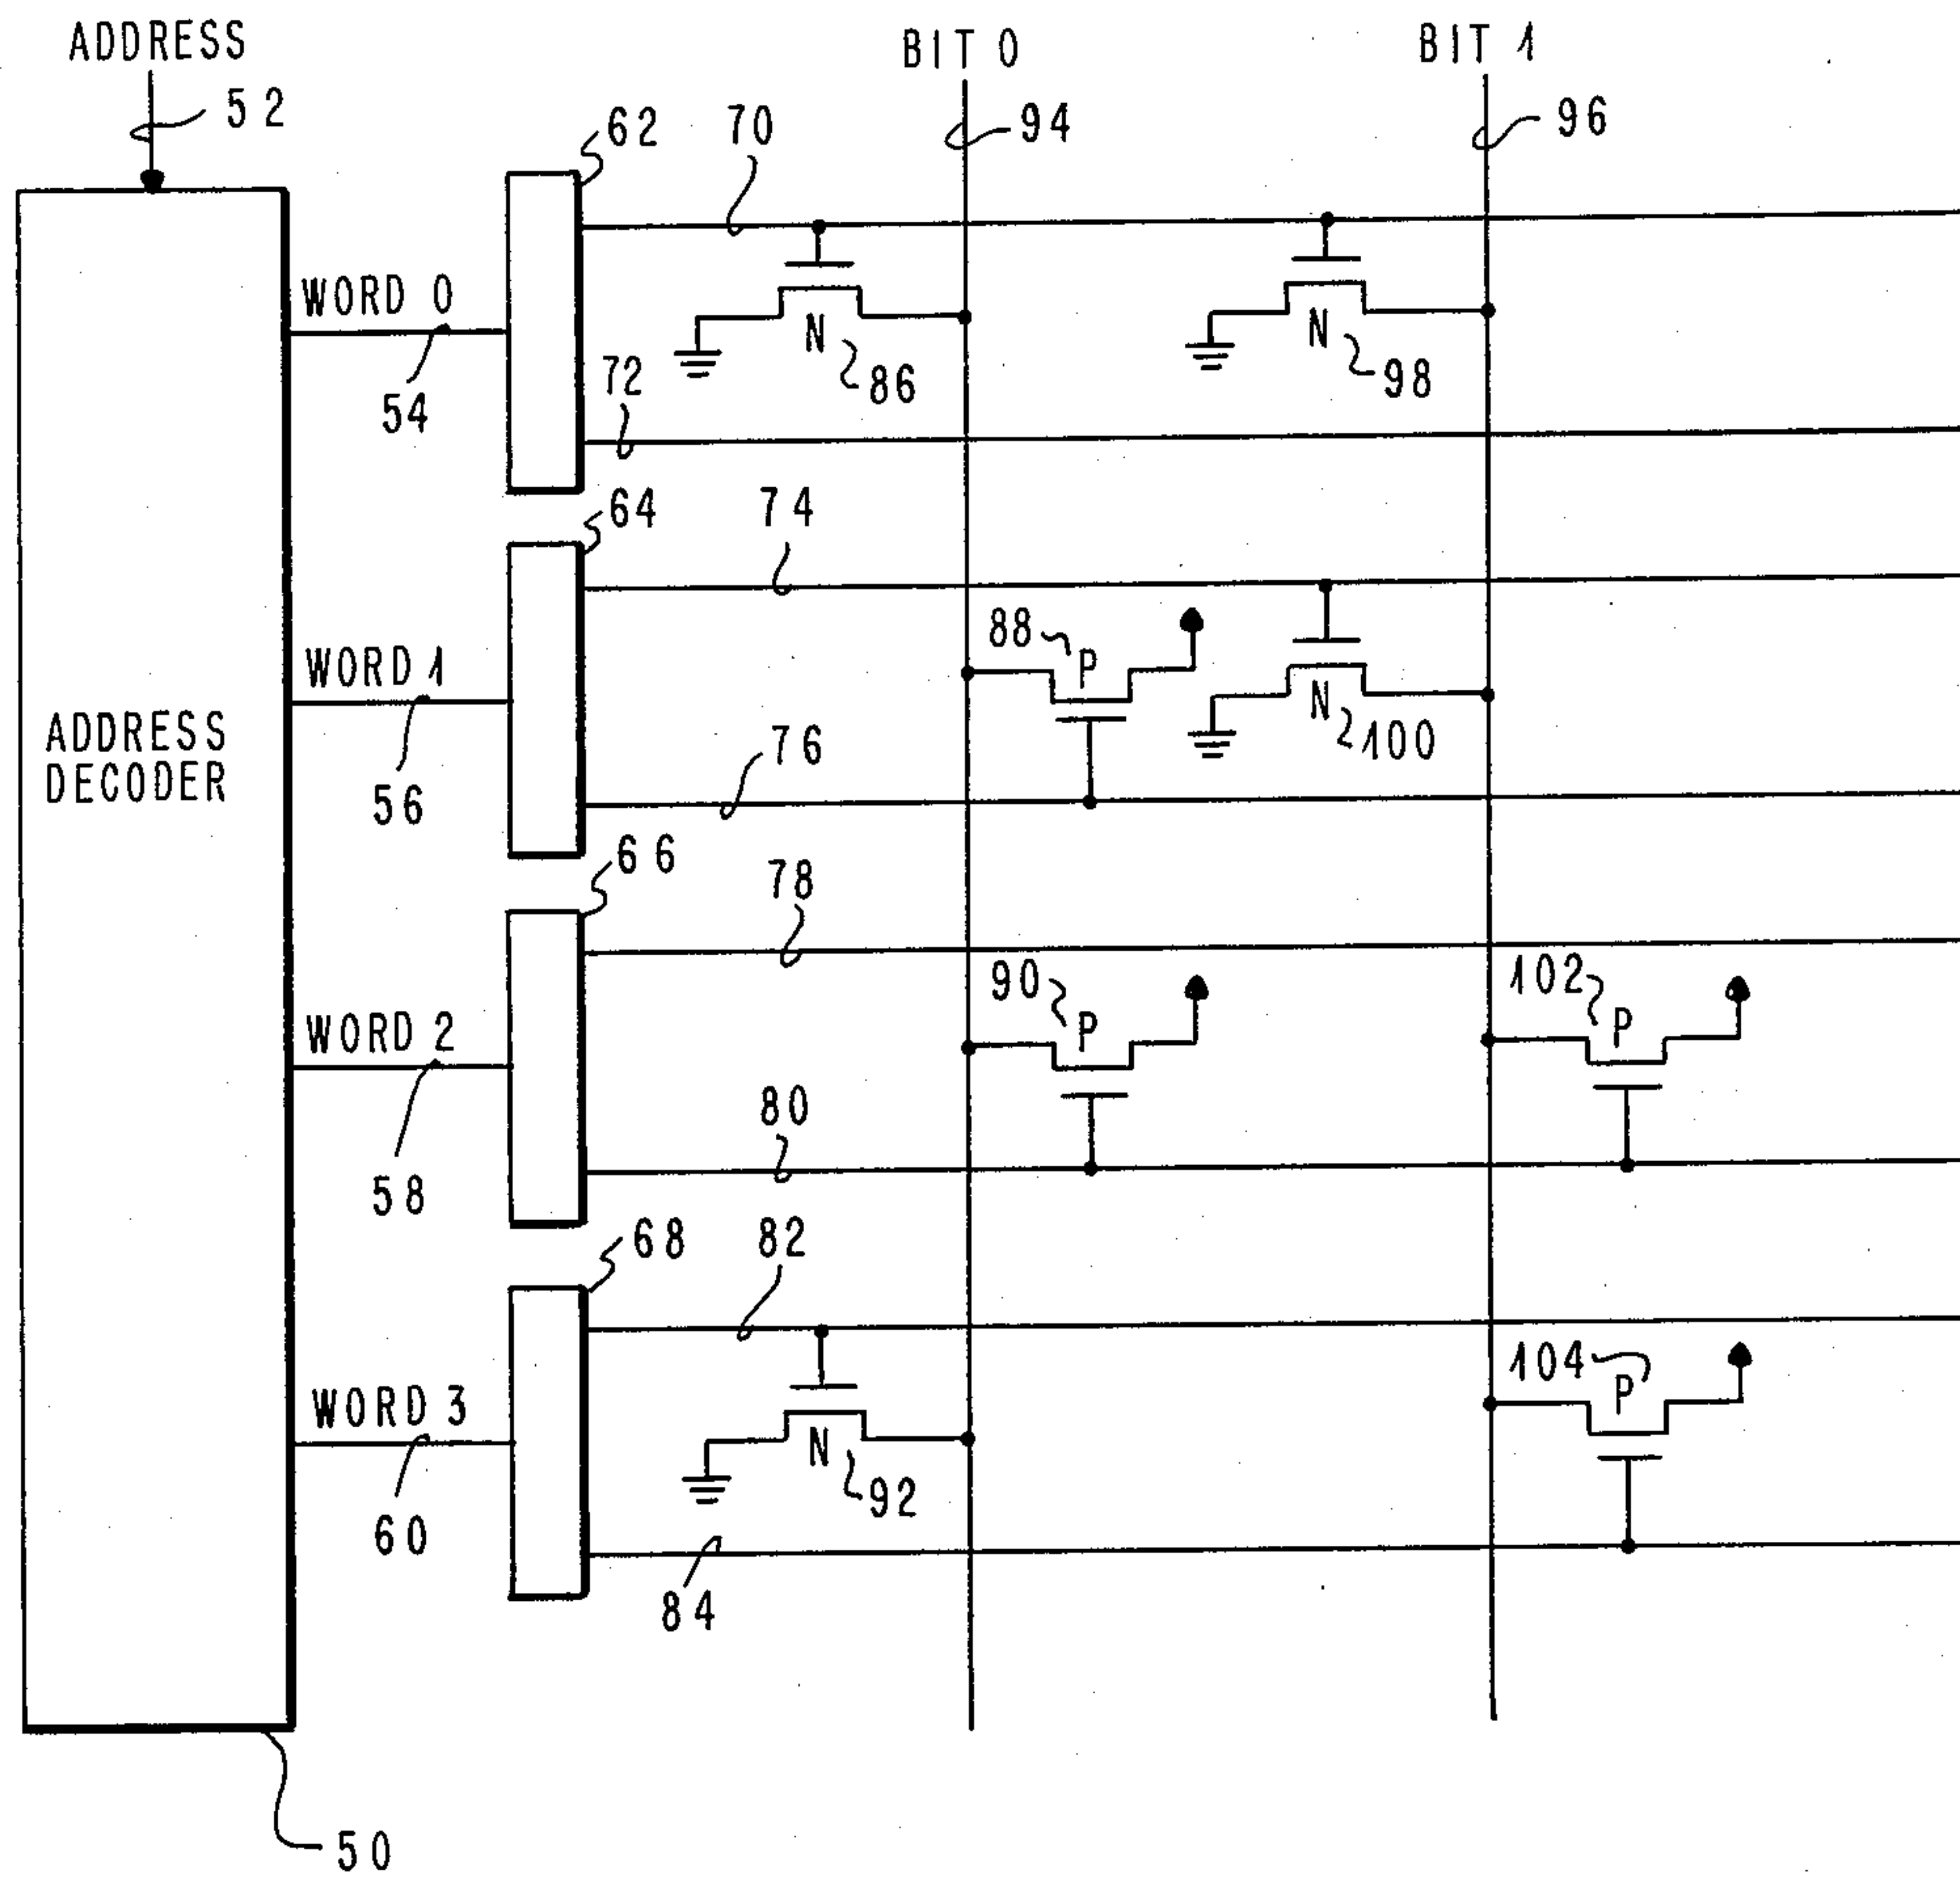 ADDRESS
52
BIT 0
BIT 1
94
96
62
70
WORD 0
54
N
86
N
98
72
64
74
WORD 1
56
88
P
N
100
76
ADDRESS
DECODER
66
78
WORD 2
58
90
P
102
P
80
68
82
WORD 3
60
N
92
104
P
84
50